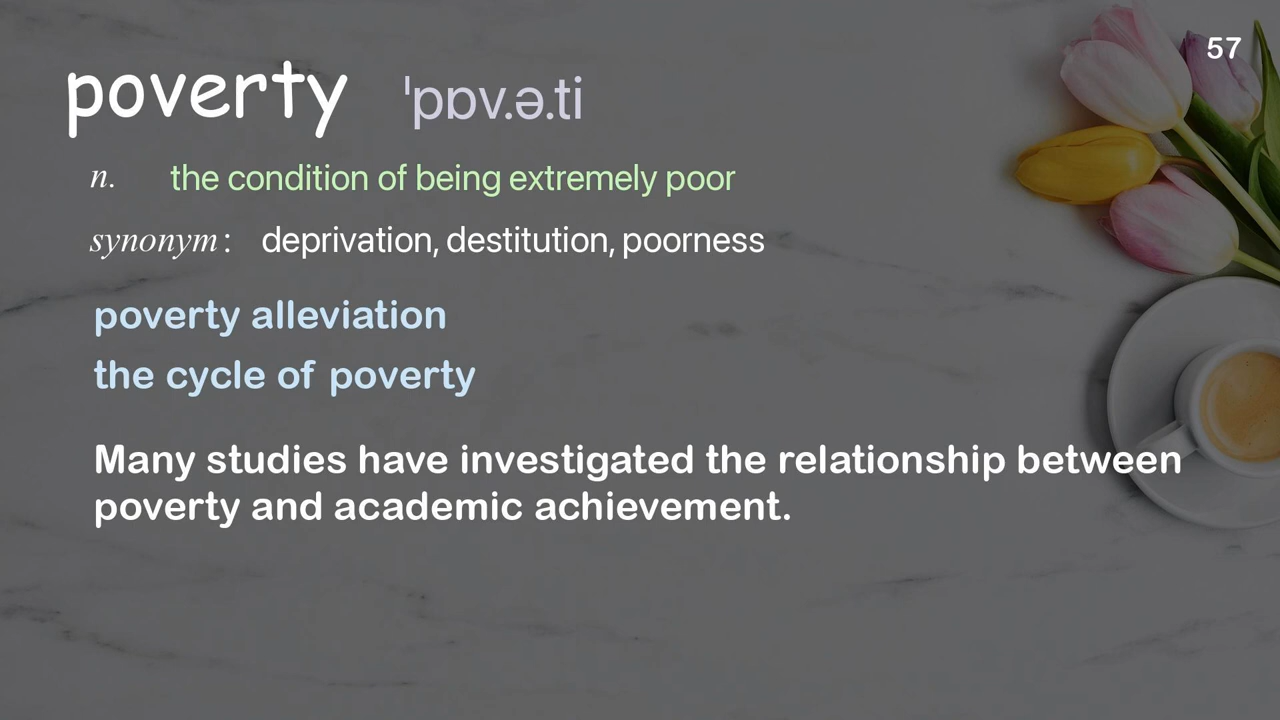 57
poverty ˈpɒv.ə.ti
n. the condition of being extremely poor
synonym: deprivation, destitution, poorness
poverty alleviation
the cycle of poverty
Many studies have investigated the relationship between
poverty and academic achievement.